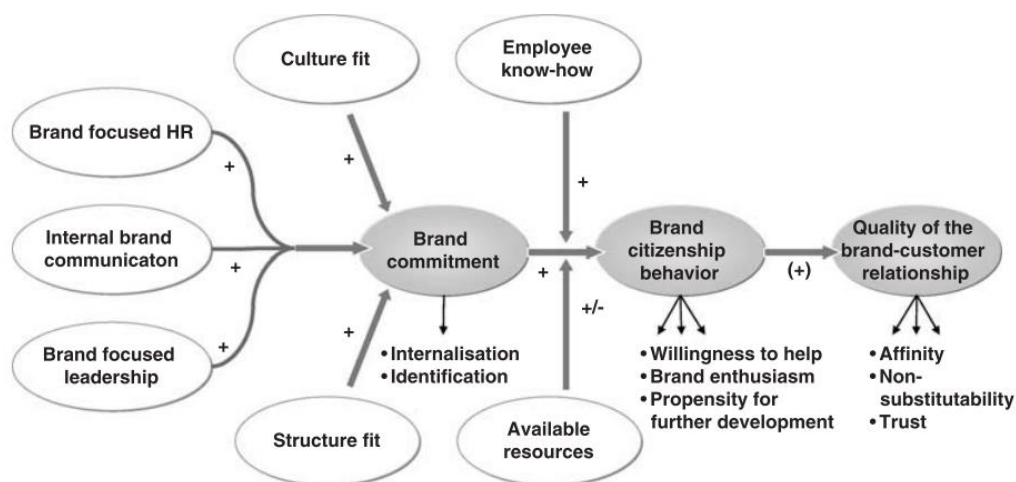 Culture fit
Employee
know-how
Brand focused HR
+
+
+
Internal brand
communicaton
+
Brand
commitment
+
Brand
citizenship
behavior
(+)
Quality of the
brand-customer
relationship
+/-
Brand focused
leadership
+
+
• Internalisation
• Identification
• Willingness to help
• Brand enthusiasm
• Propensity for
further development
• Affinity
• Non-
substitutability
• Trust
Structure fit
Available
resources